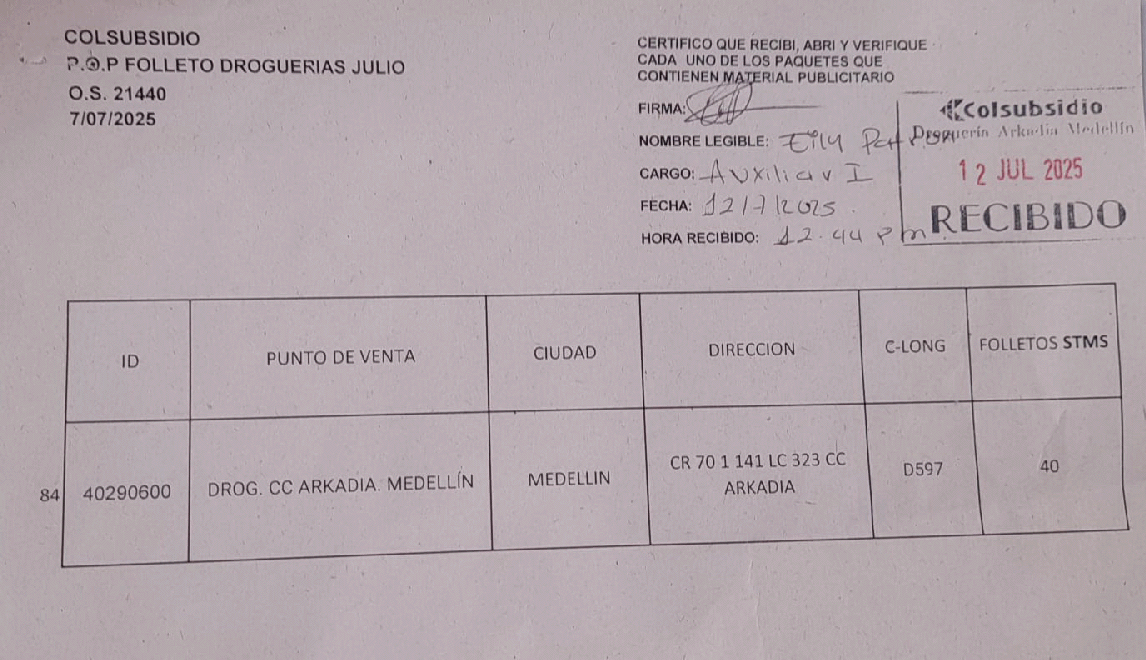 COLSUBSIDIO
P.O.P FOLLETO DROGUERIAS JULIO
O.S. 21440
7/07/2025
CERTIFICO QUE RECIBI, ABRI Y VERIFIQUE
CADA UNO DE LOS PAQUETES QUE
CONTIENEN MATERIAL PUBLICITARIO
FIRMA:
NOMBRE LEGIBLE:
CARGO: Auxiliar I
FECHA: 12/7/2025
HORA RECIBIDO: 12.44 pm
Colsubsidio
Droguería Arkadia Medellín
12 JUL 2025
RECIBIDO
ID PUNTO DE VENTA CIUDAD DIRECCION C-LONG FOLLETOS STMS
84 40290600 DROG. CC ARKADIA. MEDELLÍN MEDELLIN CR 70 1 141 LC 323 CC D597 40
ARKADIA